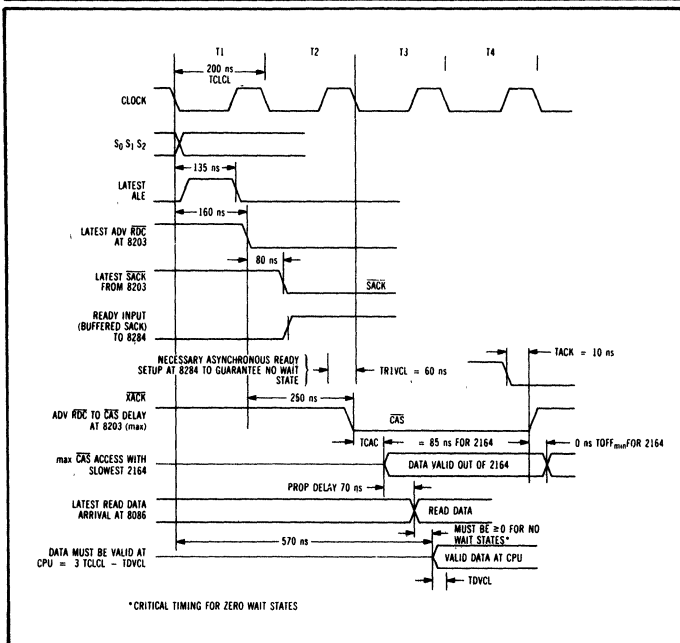 T1 T2 T3 T4
200 ns
TCLCL
CLOCK
S0 S1 S2
135 ns
LATEST
ALE
160 ns
LATEST ADV RDC
AT 8203
80 ns
LATEST SACK
FROM 8203
SACK
READY INPUT
(BUFFERED SACK)
TO 8284
NECESSARY ASYNCHRONOUS READY
SETUP AT 8284 TO GUARANTEE NO WAIT
STATE
TR1VCL = 60 ns
TACK = 10 ns
XACK
250 ns
ADV RDC TO CAS DELAY
AT 8203 (max)
CAS
TCAC = 85 ns FOR 2164
0 ns TOFFmin FOR 2164
max CAS ACCESS WITH
SLOWEST 2164
DATA VALID OUT OF 2164
PROP DELAY 70 ns
LATEST READ DATA
ARRIVAL AT 8086
READ DATA
MUST BE ≥0 FOR NO
WAIT STATES*
570 ns
DATA MUST BE VALID AT
CPU = 3 TCLCL - TDVCL
VALID DATA AT CPU
TDVCL
*CRITICAL TIMING FOR ZERO WAIT STATES